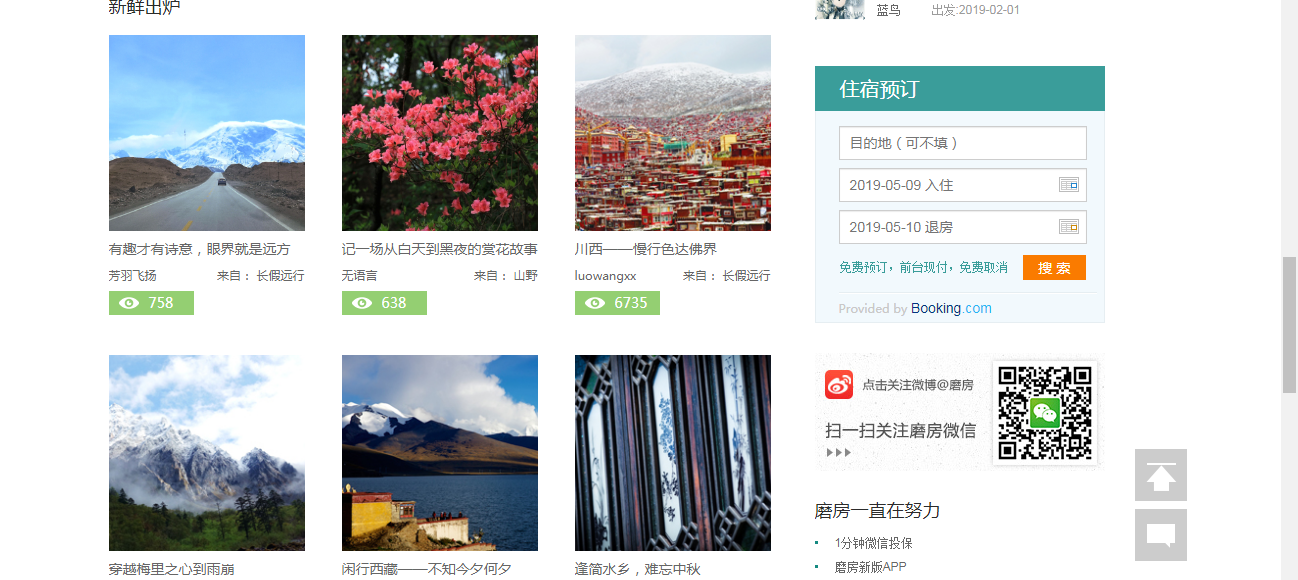 新鲜出炉
有趣才有诗意，眼界就是远方
芳羽飞扬 来自： 长假远行
758
记一场从白天到黑夜的赏花故事
无语言 来自： 山野
638
川西——慢行色达佛界
luowangxx 来自： 长假远行
6735
穿越梅里之心到雨崩
闲行西藏——不知今夕何夕
逢简水乡，难忘中秋
蓝鸟 出发:2019-02-01
住宿预订
目的地（可不填）
2019-05-09 入住
2019-05-10 退房
免费预订，前台现付，免费取消 搜 索
Provided by Booking.com
点击关注微博@磨房
扫一扫关注磨房微信
磨房一直在努力
1分钟微信投保
磨房新版APP